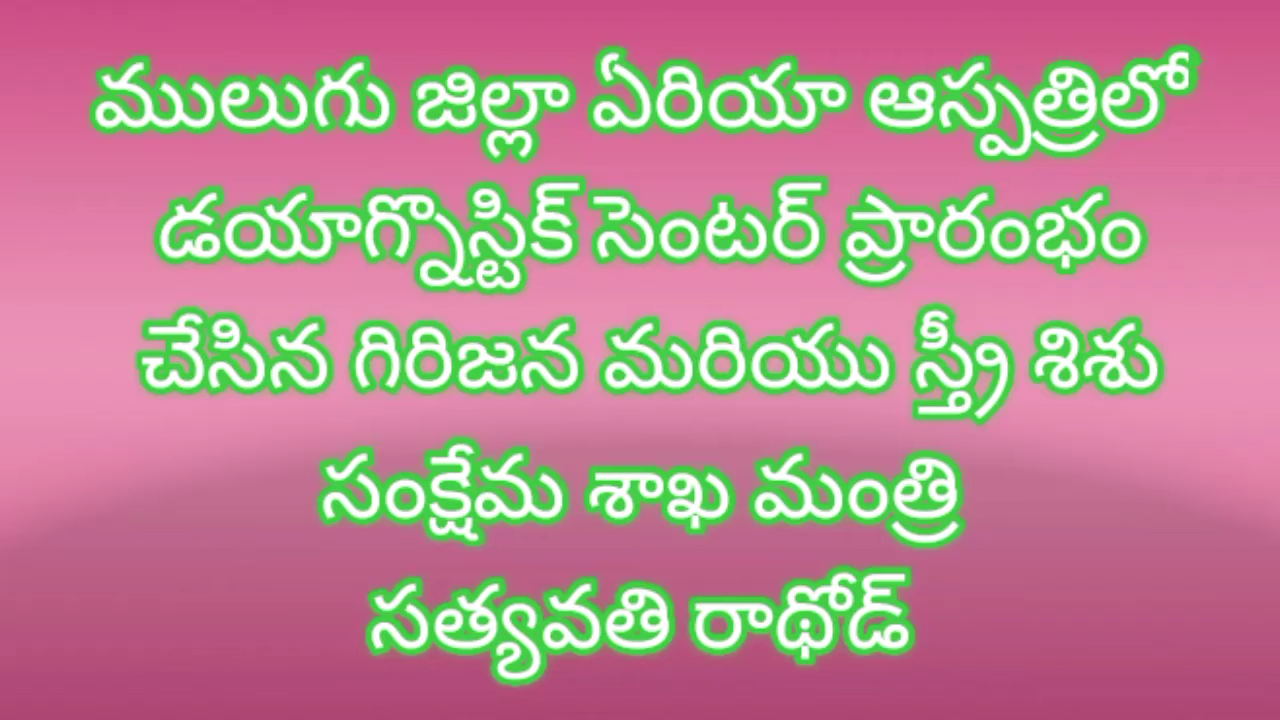 ములుగు జిల్లా ఏరియా ఆస్పత్రిలో
డయాగ్నొస్టిక్ సెంటర్ ప్రారంభం
చేసిన గిరిజన మరియు స్త్రీ శిశు
సంక్షేమ శాఖ మంత్రి
సత్యవతి రాథోడ్